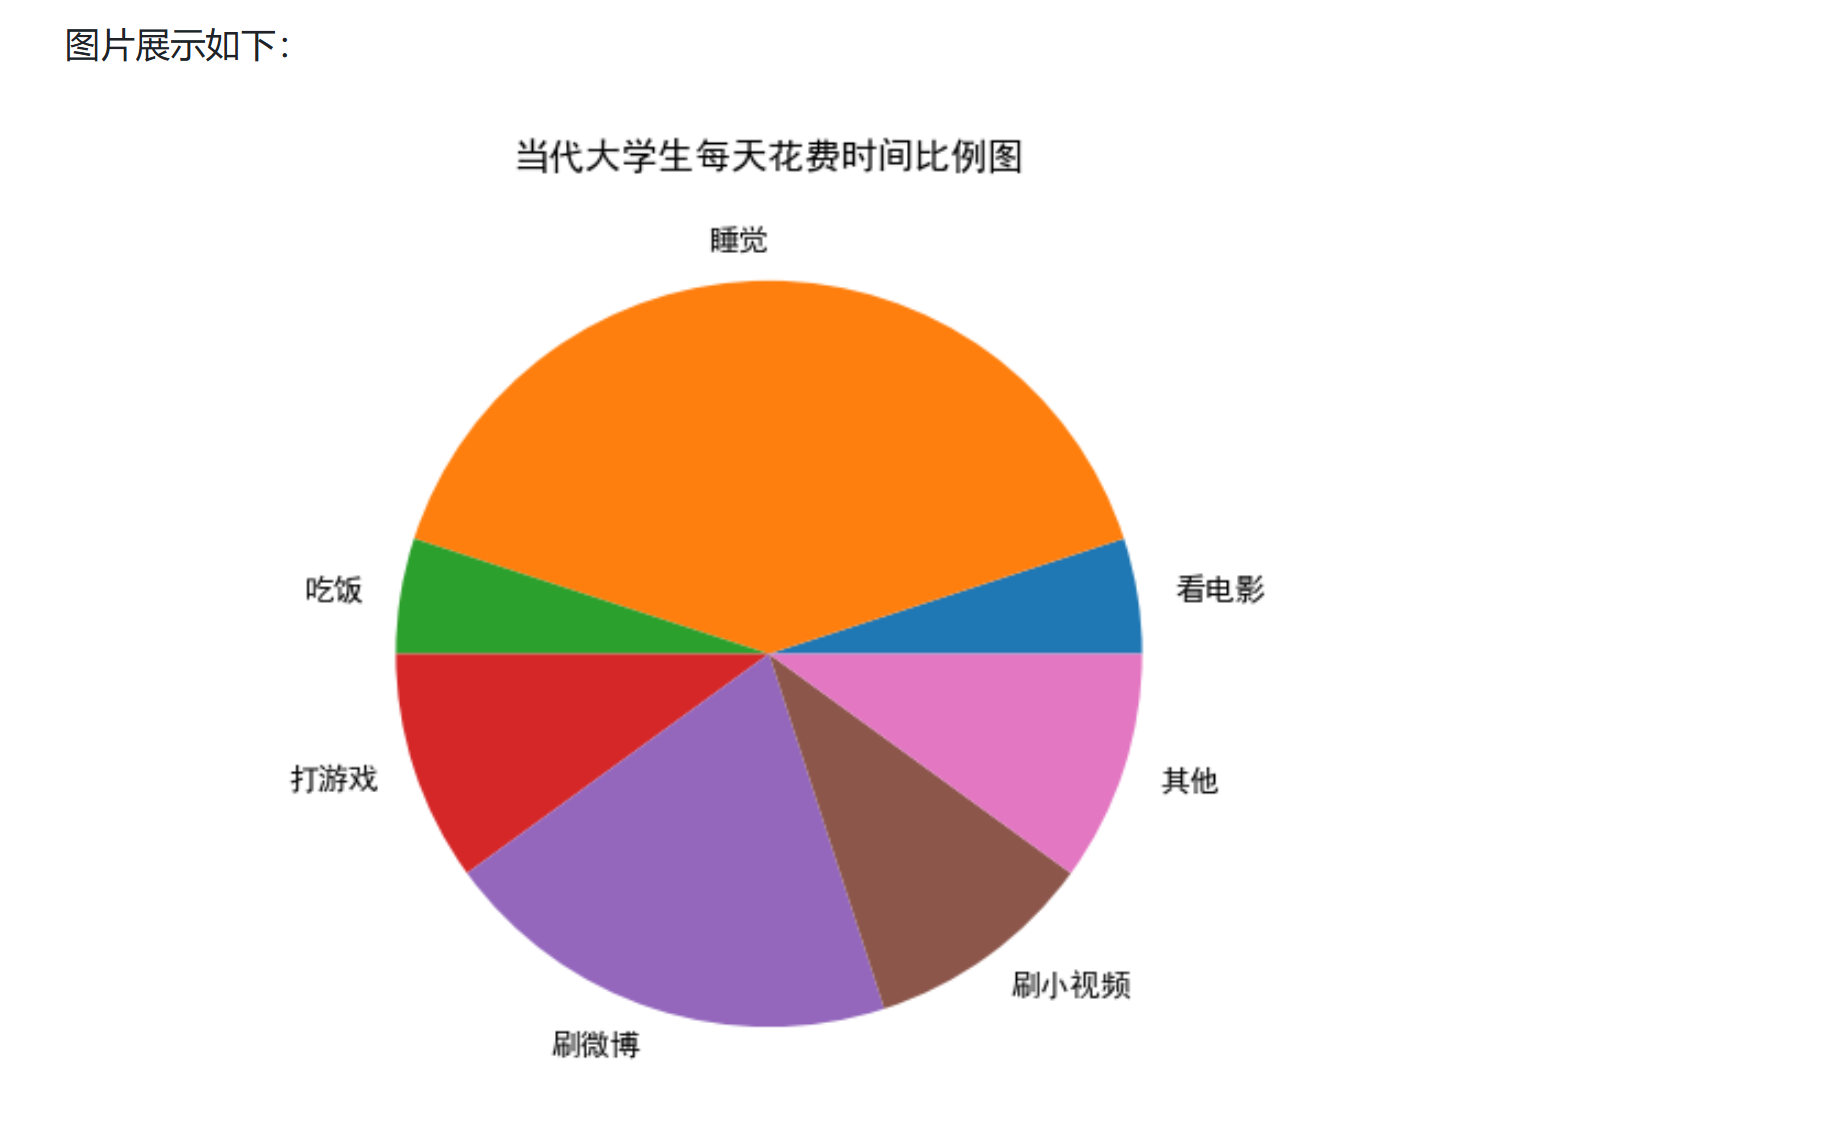 图片展示如下：
当代大学生每天花费时间比例图
睡觉
吃饭
看电影
打游戏
其他
刷小视频
刷微博